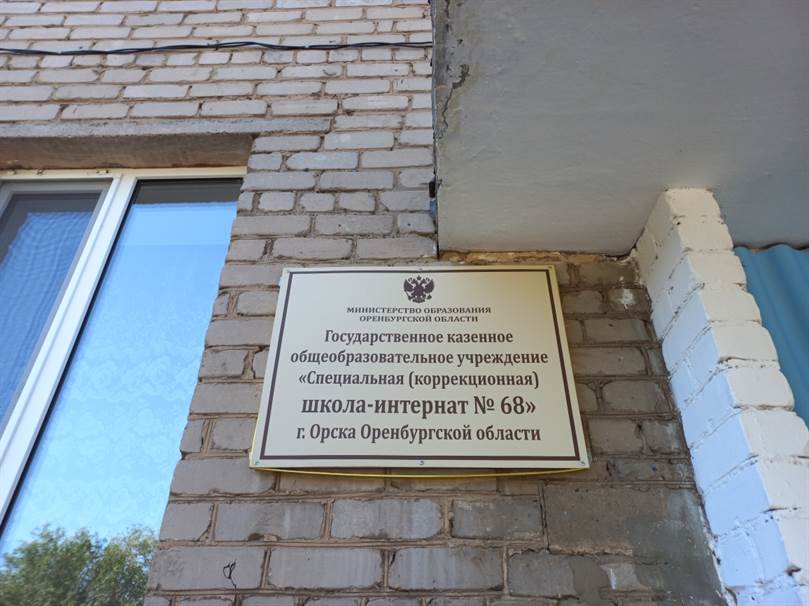 МИНИСТЕРСТВО ОБРАЗОВАНИЯ
ОРЕНБУРГСКОЙ ОБЛАСТИ
Государственное казенное
общеобразовательное учреждение
«Специальная (коррекционная)
школа-интернат № 68»
г. Орска Оренбургской области